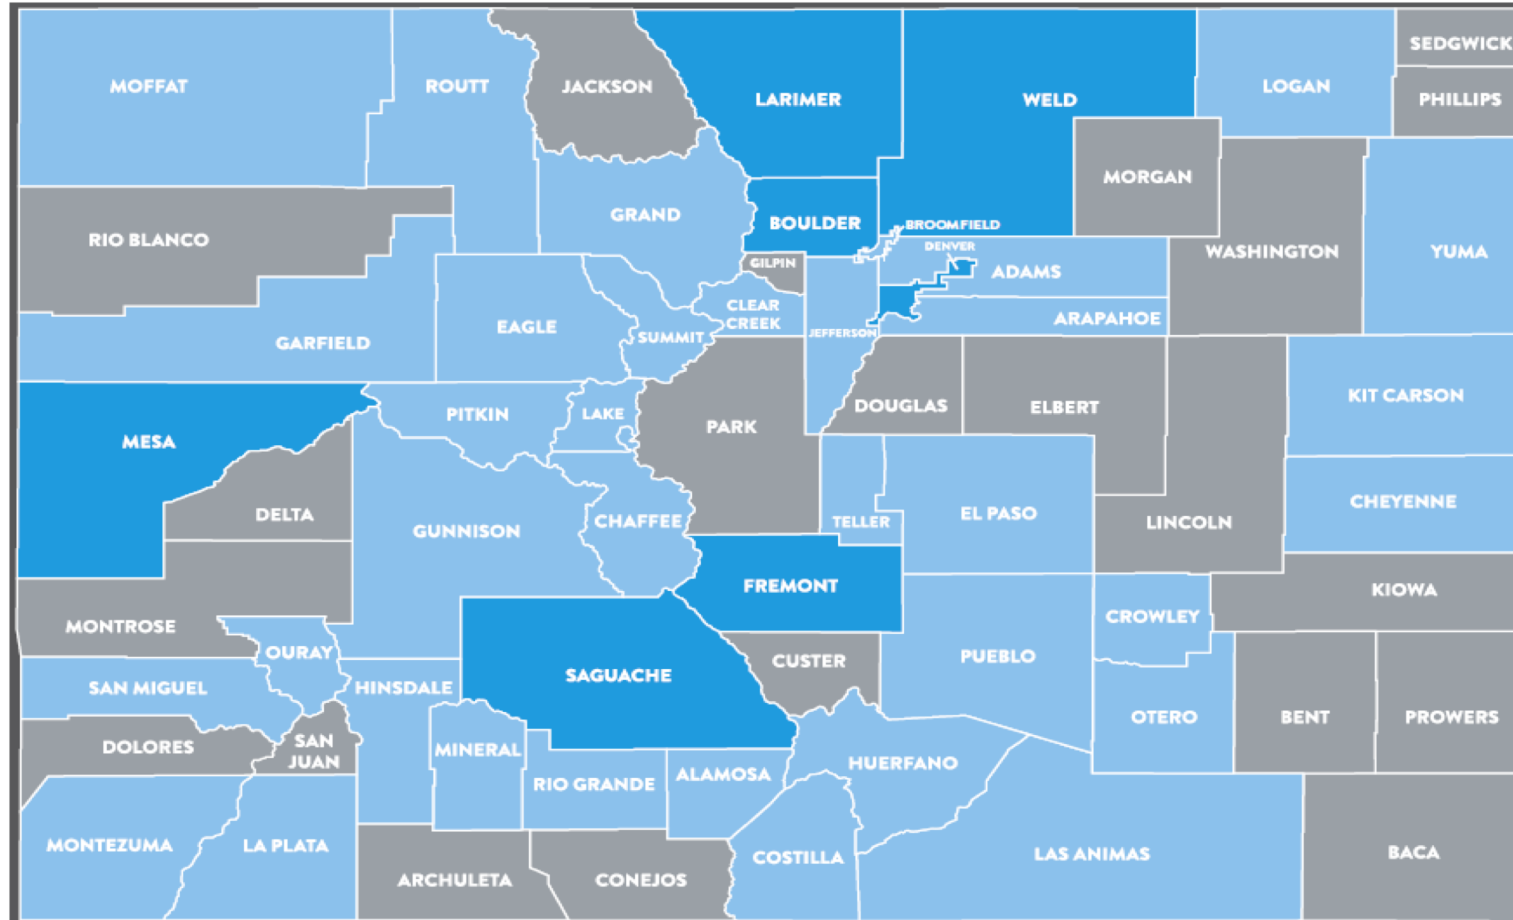 SEDGWICK
MOFFAT
ROUTT
JACKSON
LARIMER
WELD
LOGAN
PHILLIPS
MORGAN
GRAND
BOULDER
BROOMFIELD
RIO BLANCO
GILPIN
DENVER
WASHINGTON
YUMA
ADAMS
CLEAR
CREEK
EAGLE
SUMMIT
JEFFERSON
ARAPAHOE
GARFIELD
KIT CARSON
PITKIN
LAKE
DOUGLAS
ELBERT
PARK
MESA
DELTA
GUNNISON
CHAFFEE
TELLER
EL PASO
LINCOLN
CHEYENNE
FREMONT
KIOWA
MONTROSE
CROWLEY
OURAY
SAN MIGUEL
HINSDALE
SAGUACHE
CUSTER
PUEBLO
OTERO
BENT
PROWERS
DOLORES
SAN
JUAN
MINERAL
RIO GRANDE
ALAMOSA
HUERFANO
MONTEZUMA
LA PLATA
ARCHULETA
CONEJOS
COSTILLA
LAS ANIMAS
BACA